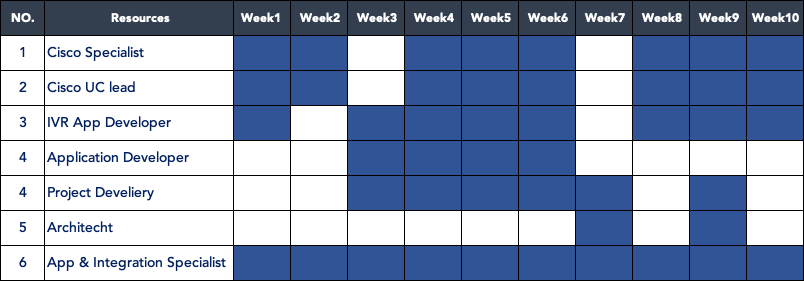 NO. Resources Week1 Week2 Week3 Week4 Week5 Week6 Week7 Week8 Week9 Week10
1 Cisco Specialist
2 Cisco UC lead
3 IVR App Developer
4 Application Developer
4 Project Develiery
5 Architecht
6 App & Integration Specialist